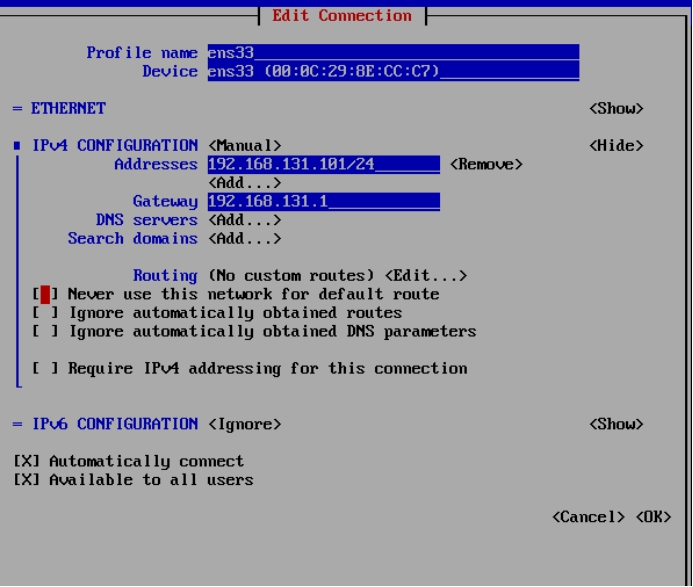 Edit Connection
Profile name ens33
Device ens33 (00:0C:29:8E:CC:C7)
= ETHERNET <Show>
IPv4 CONFIGURATION <Manual> <Hide>
Addresses 192.168.131.101/24 <Remove>
<Add...>
Gateway 192.168.131.1
DNS servers <Add...>
Search domains <Add...>
Routing (No custom routes) <Edit...>
[ ] Never use this network for default route
[ ] Ignore automatically obtained routes
[ ] Ignore automatically obtained DNS parameters
[ ] Require IPv4 addressing for this connection
= IPv6 CONFIGURATION <Ignore> <Show>
[X] Automatically connect
[X] Available to all users
<Cancel> <OK>